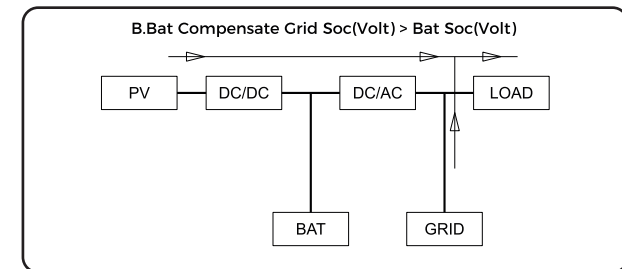 B.Bat Compensate Grid Soc(Volt) > Bat Soc(Volt)
PV DC/DC DC/AC LOAD
BAT GRID